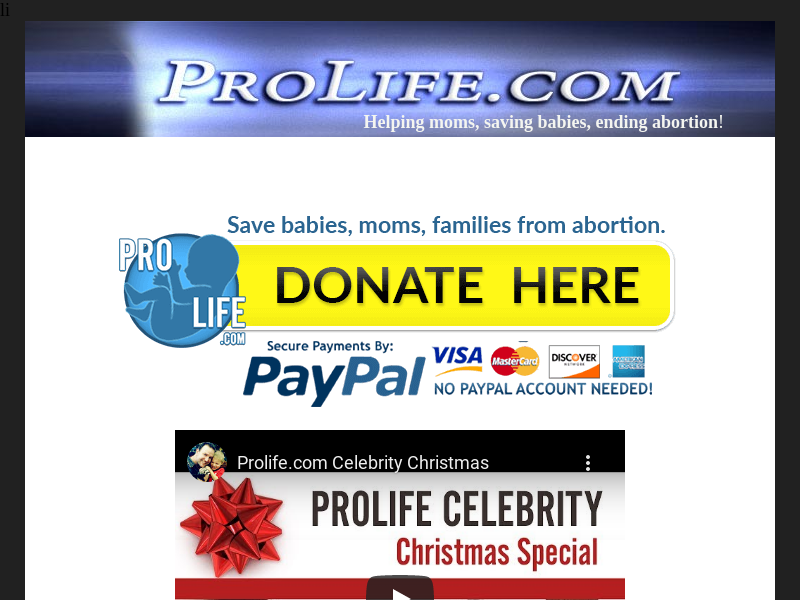 li
ProLife.com
Helping moms, saving babies, ending abortion!
Save babies, moms, families from abortion.
PRO
LIFE
.COM
DONATE HERE
Secure Payments By:
PayPal
VISA
MasterCard
DISCOVER
NETWORK
AMERICAN EXPRESS
NO PAYPAL ACCOUNT NEEDED!
Prolife.com Celebrity Christmas
PROLIFE CELEBRITY
Christmas Special